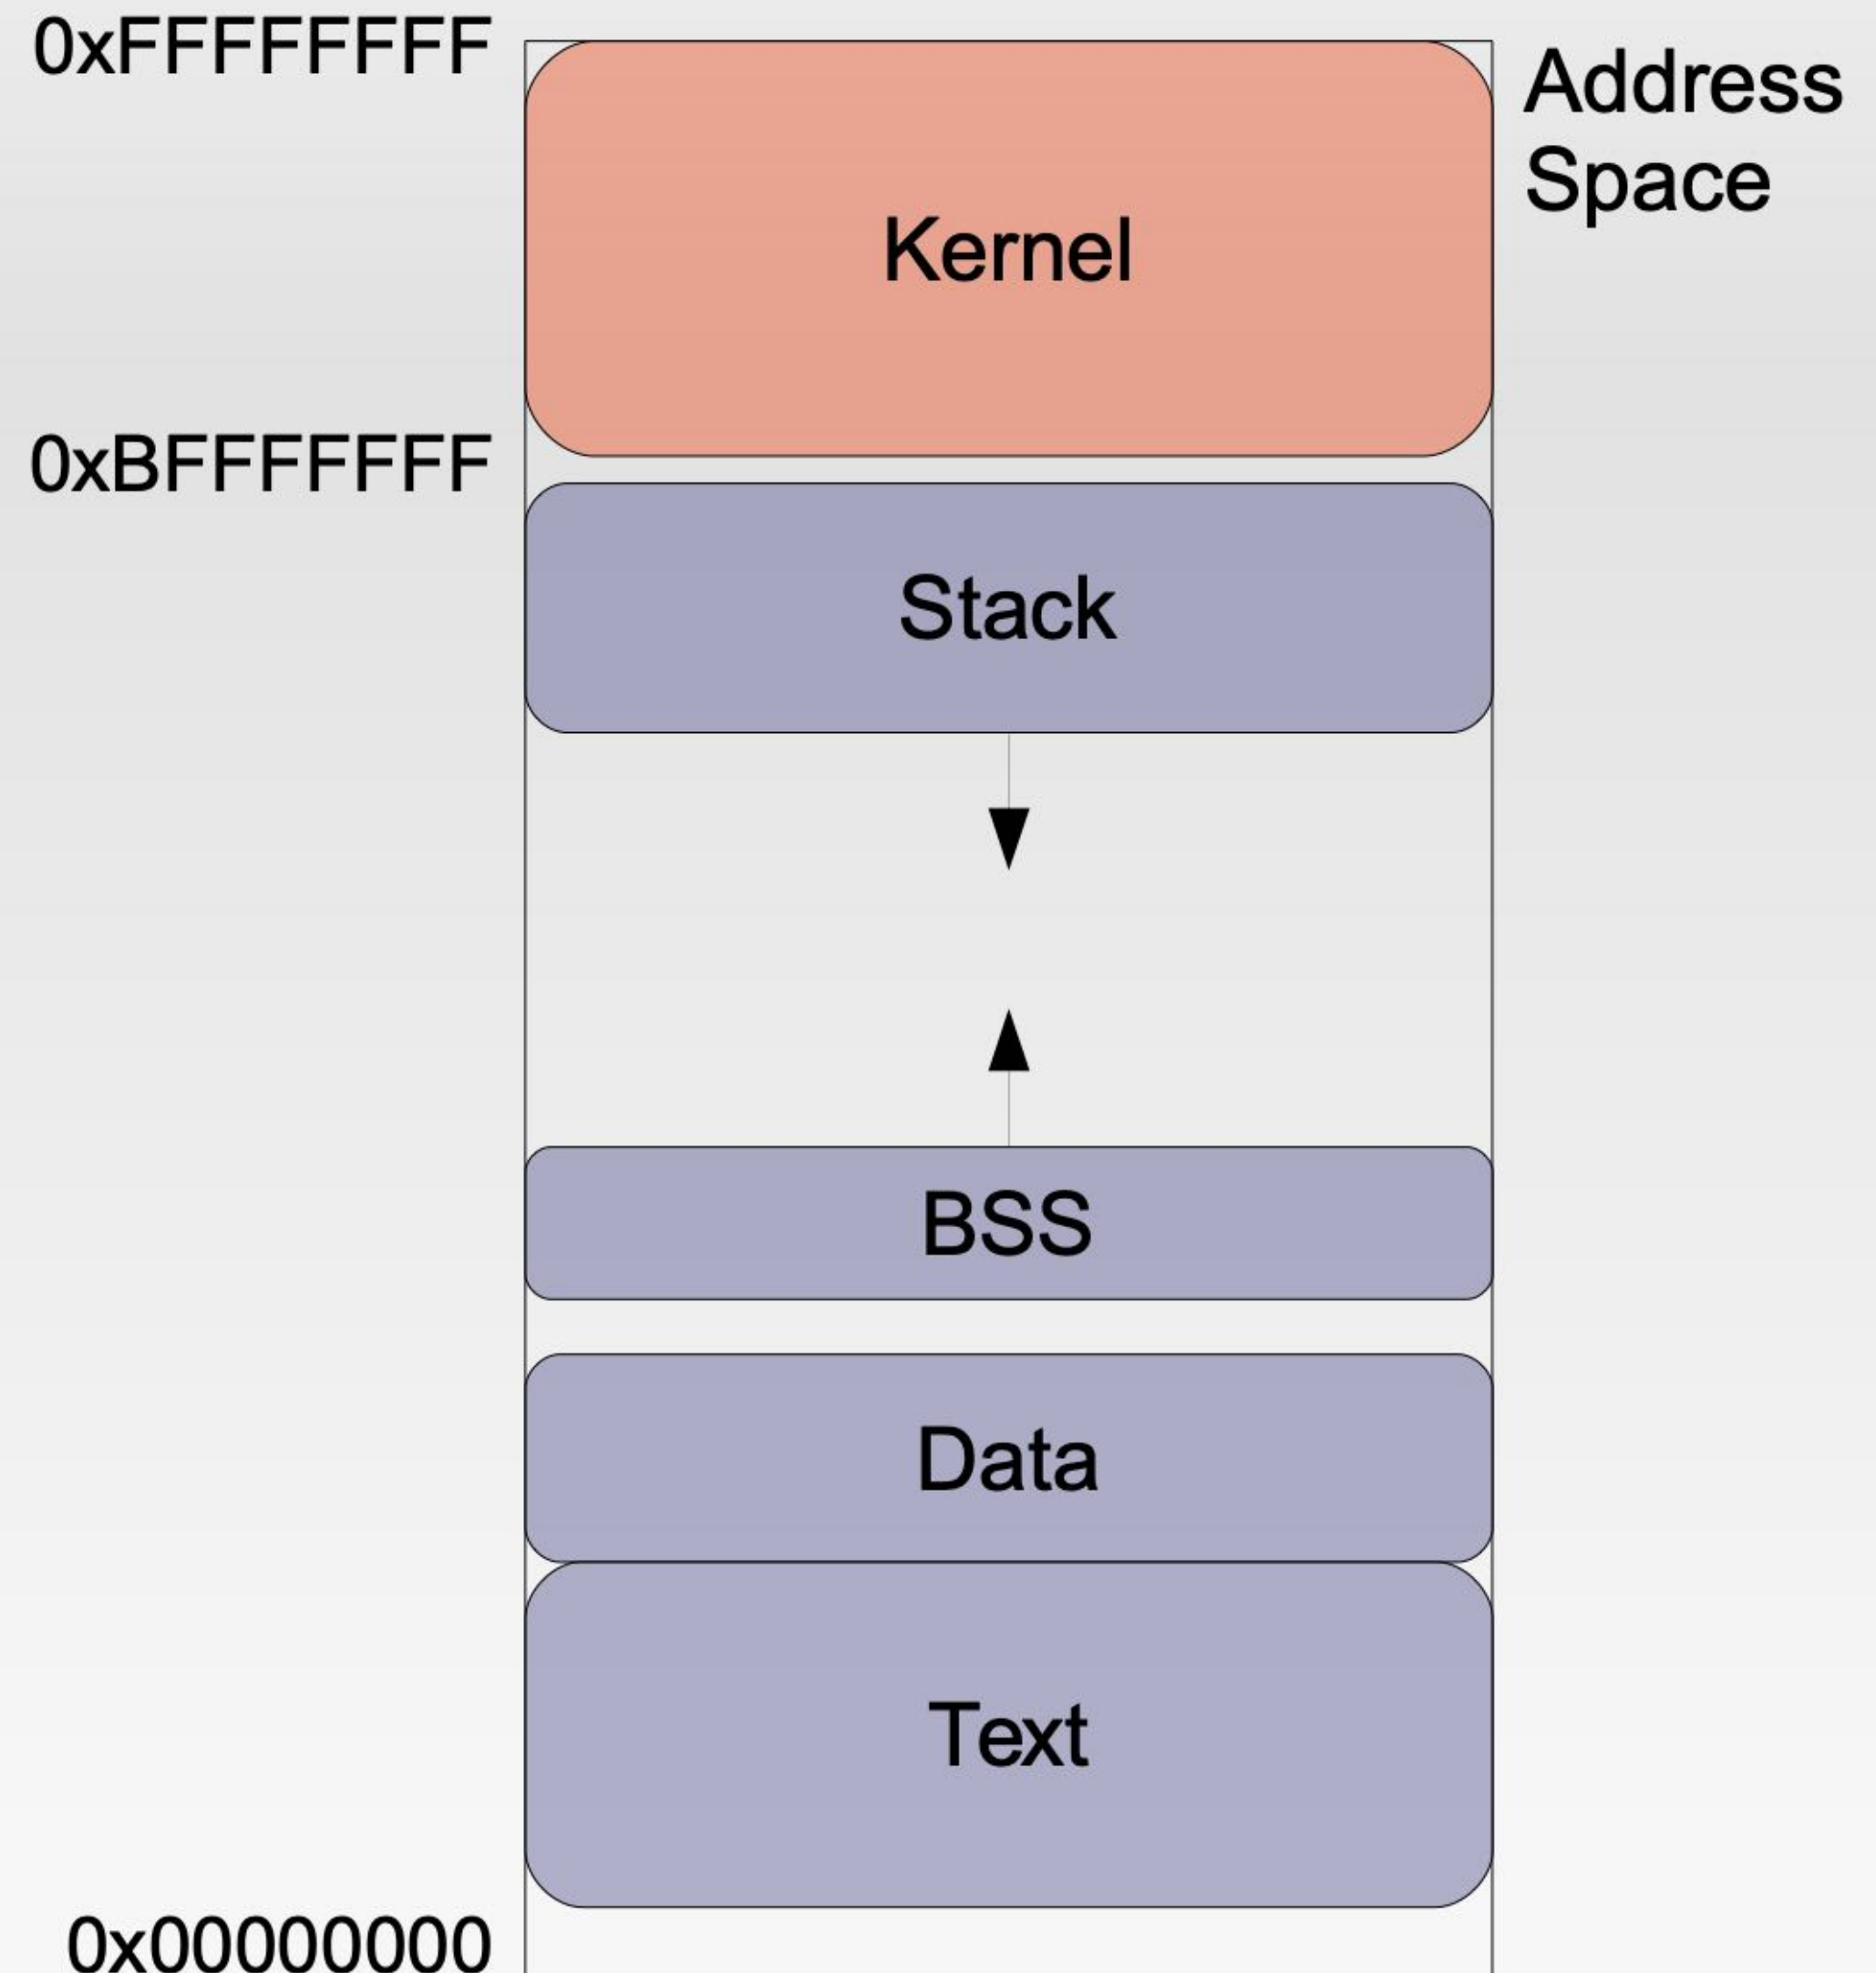 0xFFFFFFFF
Address
Space
Kernel
0xBFFFFFFF
Stack
BSS
Data
Text
0x00000000